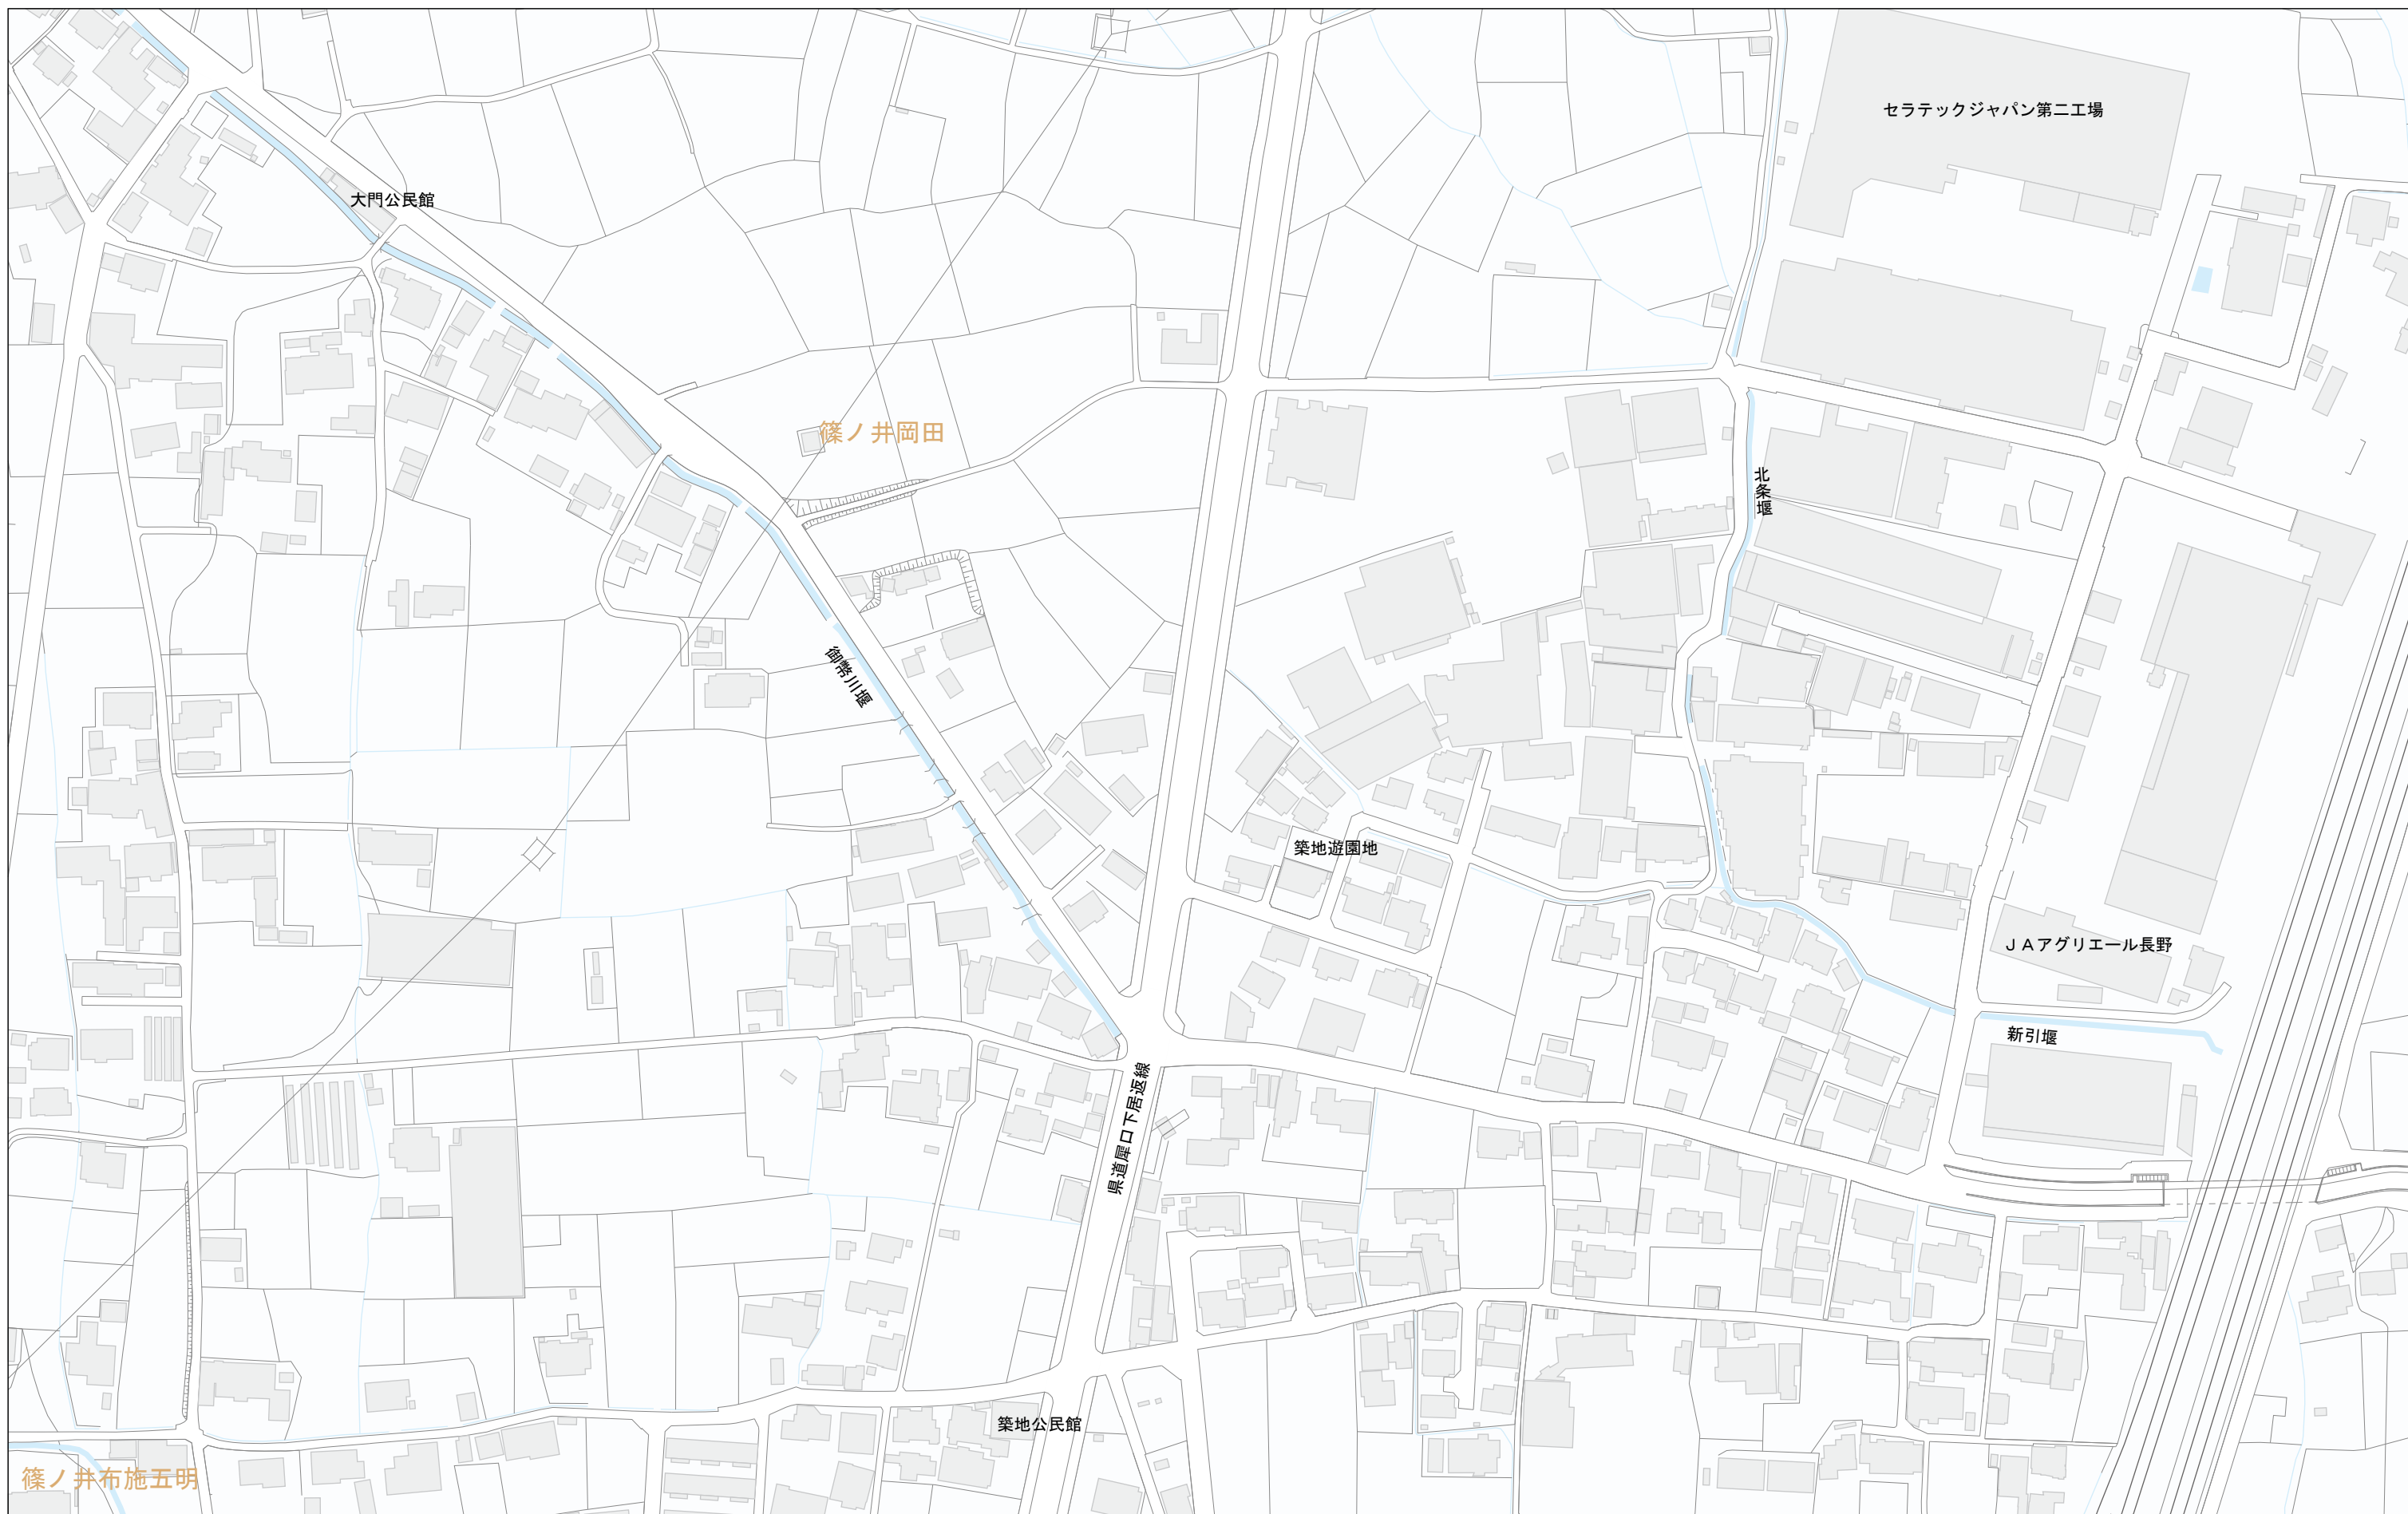 セラテックジャパン第二工場
大門公民館
篠ノ井岡田
北条堰
御幣川堰
築地遊園地
ＪＡアグリエール長野
新引堰
県道犀口下居返線
築地公民館
篠ノ井布施五明